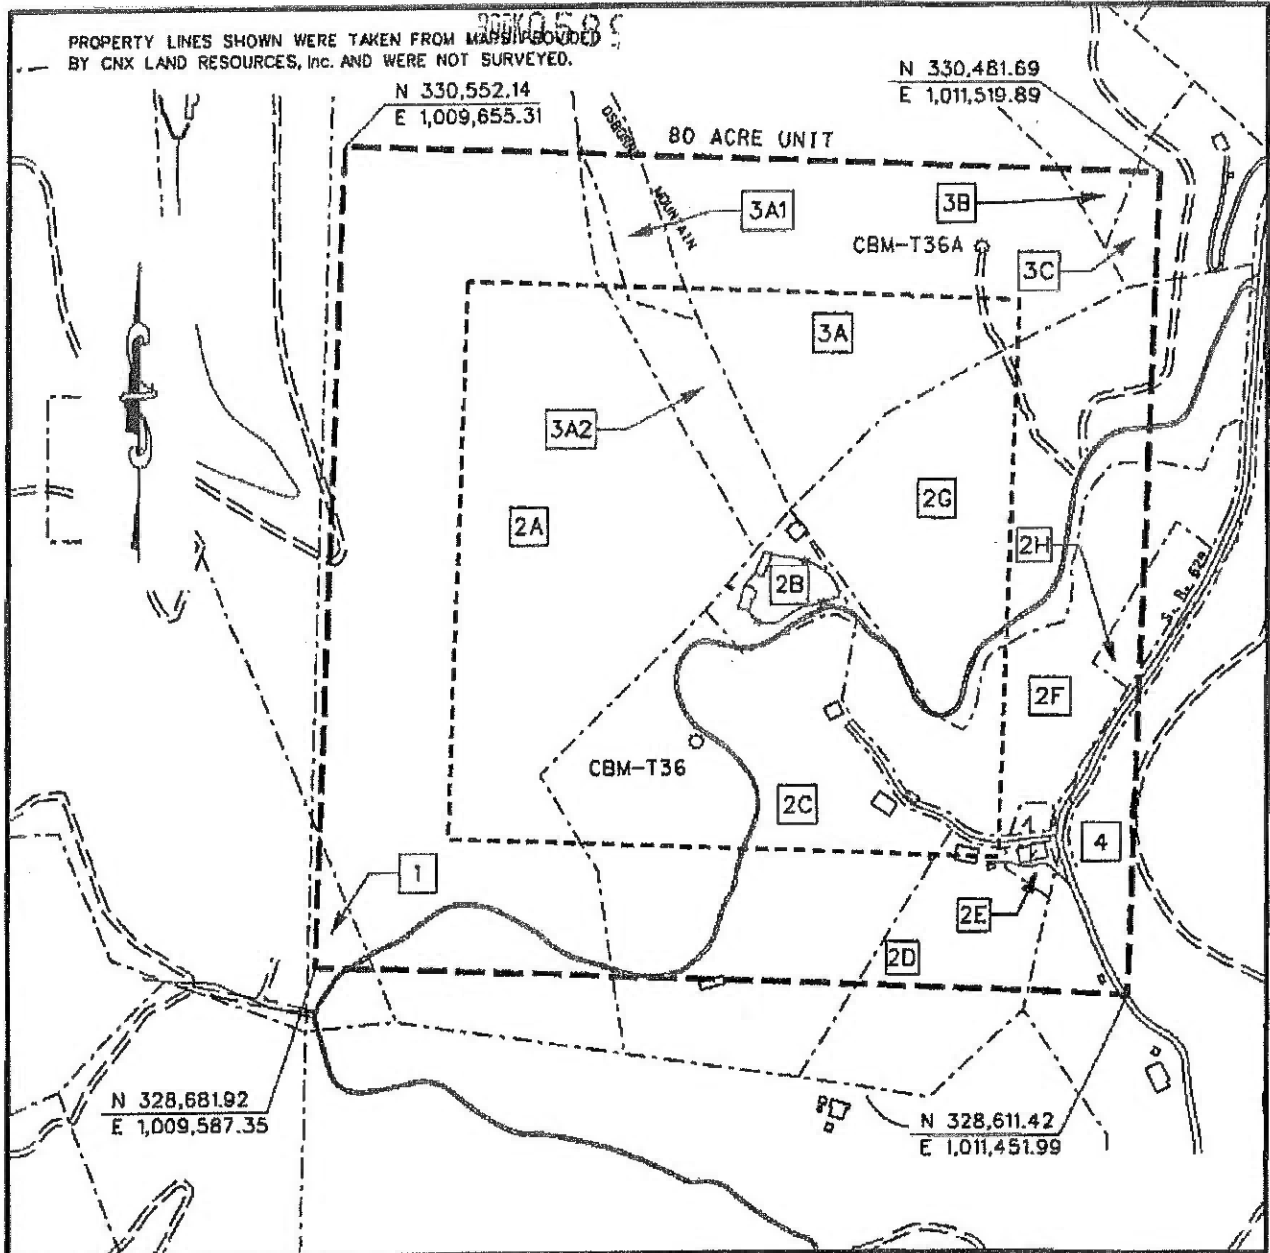 PROPERTY LINES SHOWN WERE TAKEN FROM MAPS PROVIDED
BY CNX LAND RESOURCES, Inc. AND WERE NOT SURVEYED.
N 330,552.14
E 1,009,655.31
N 330,481.69
E 1,011,519.89
80 ACRE UNIT
OSBORN
MOUNTAIN
3A1
3B
CBM-T36A
3C
3A
3A2
2A
2G
2H
2B
S. R. 628
2F
CBM-T36
2C
4
1
2E
2D
N 328,681.92
E 1,009,587.35
N 328,611.42
E 1,011,451.99